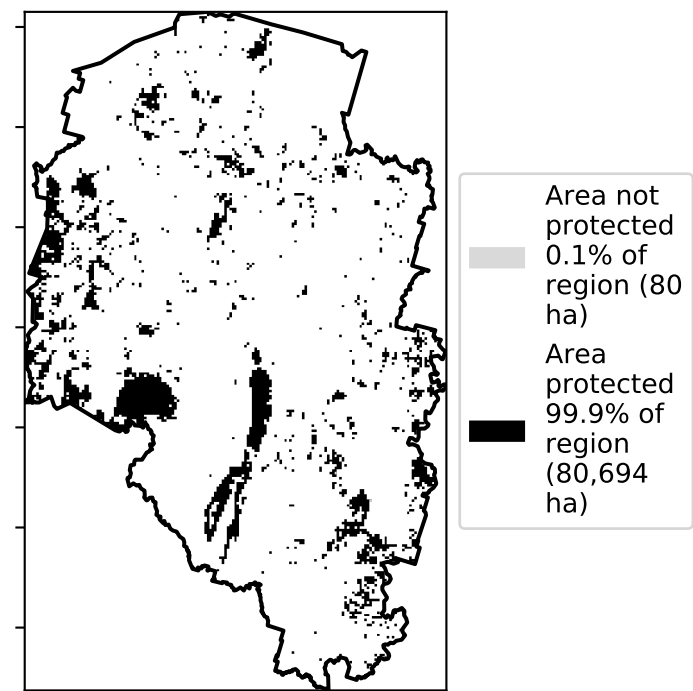 Area not
protected
0.1% of
region (80
ha)
Area
protected
99.9% of
region
(80,694
ha)